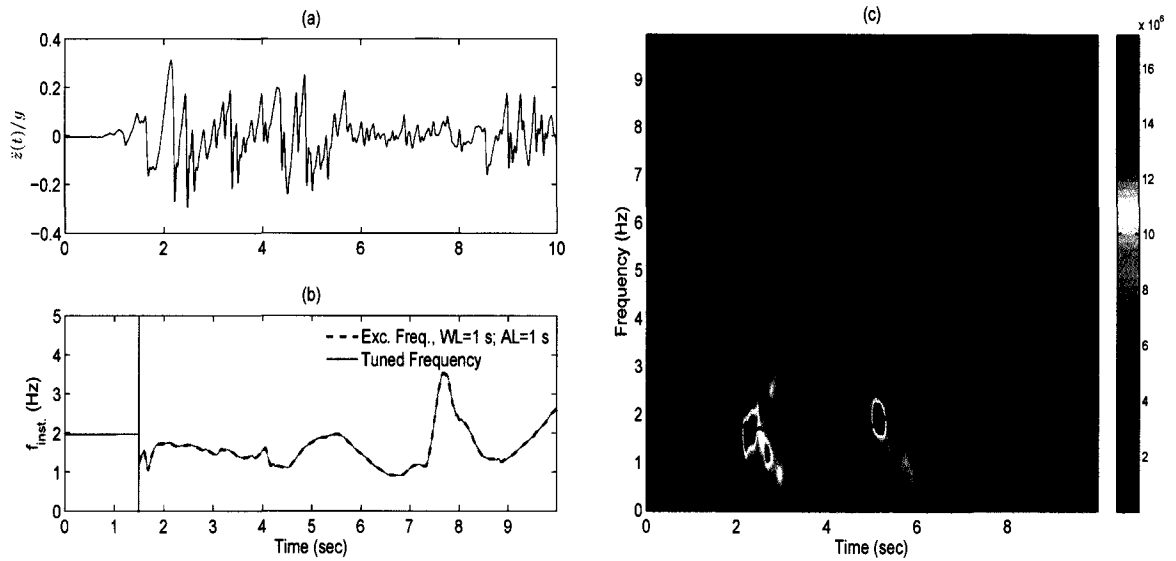 (a)
z̈(t)/g
0.4
0.2
0
−0.2
−0.4
0 2 4 6 8 10
(b)
f inst. (Hz)
5
4
3
2
1
0
Exc. Freq., WL=1 s; AL=1 s
Tuned Frequency
0 1 2 3 4 5 6 7 8 9
Time (sec)
(c)
Frequency (Hz)
9
8
7
6
5
4
3
2
1
0
0 2 4 6 8
Time (sec)
x 10⁶
16
14
12
10
8
6
4
2